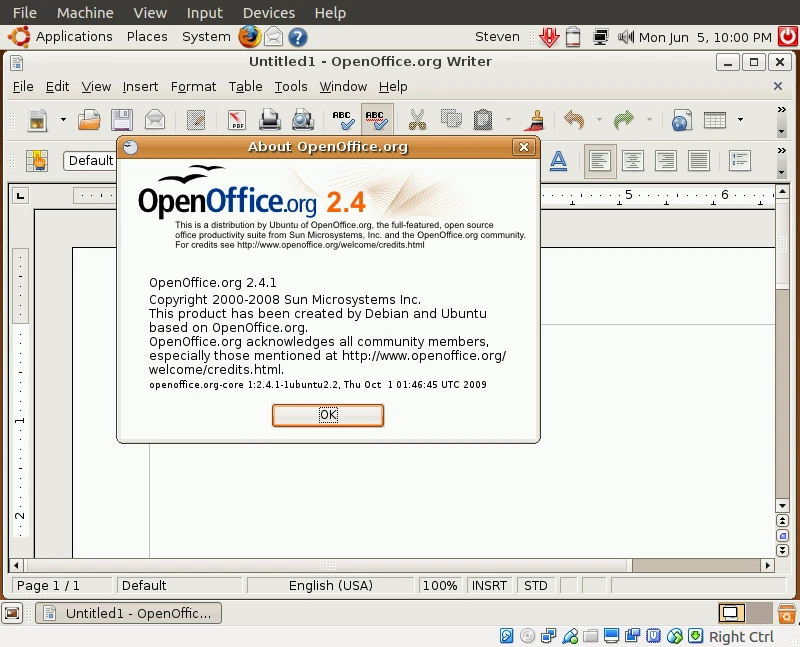 File Machine View Input Devices Help
Applications Places System Steven Mon Jun 5, 10:00 PM
Untitled1 - OpenOffice.org Writer
File Edit View Insert Format Table Tools Window Help
PDF ABC ABC
Default
About OpenOffice.org
A
OpenOffice.org 2.4
This is a distribution by Ubuntu of OpenOffice.org, the full-featured, open source
office productivity suite from Sun Microsystems, Inc. and the OpenOffice.org community.
For credits see http://www.openoffice.org/welcome/credits.html
5 6
OpenOffice.org 2.4.1
Copyright 2000-2008 Sun Microsystems Inc.
This product has been created by Debian and Ubuntu
based on OpenOffice.org.
OpenOffice.org acknowledges all community members,
especially those mentioned at http://www.openoffice.org/
welcome/credits.html.
openoffice.org-core 1:2.4.1-1ubuntu2.2, Thu Oct 1 01:46:45 UTC 2009
OK
1
2
Page 1 / 1 Default English (USA) 100% INSRT STD
Untitled1 - OpenOffic...
Right Ctrl